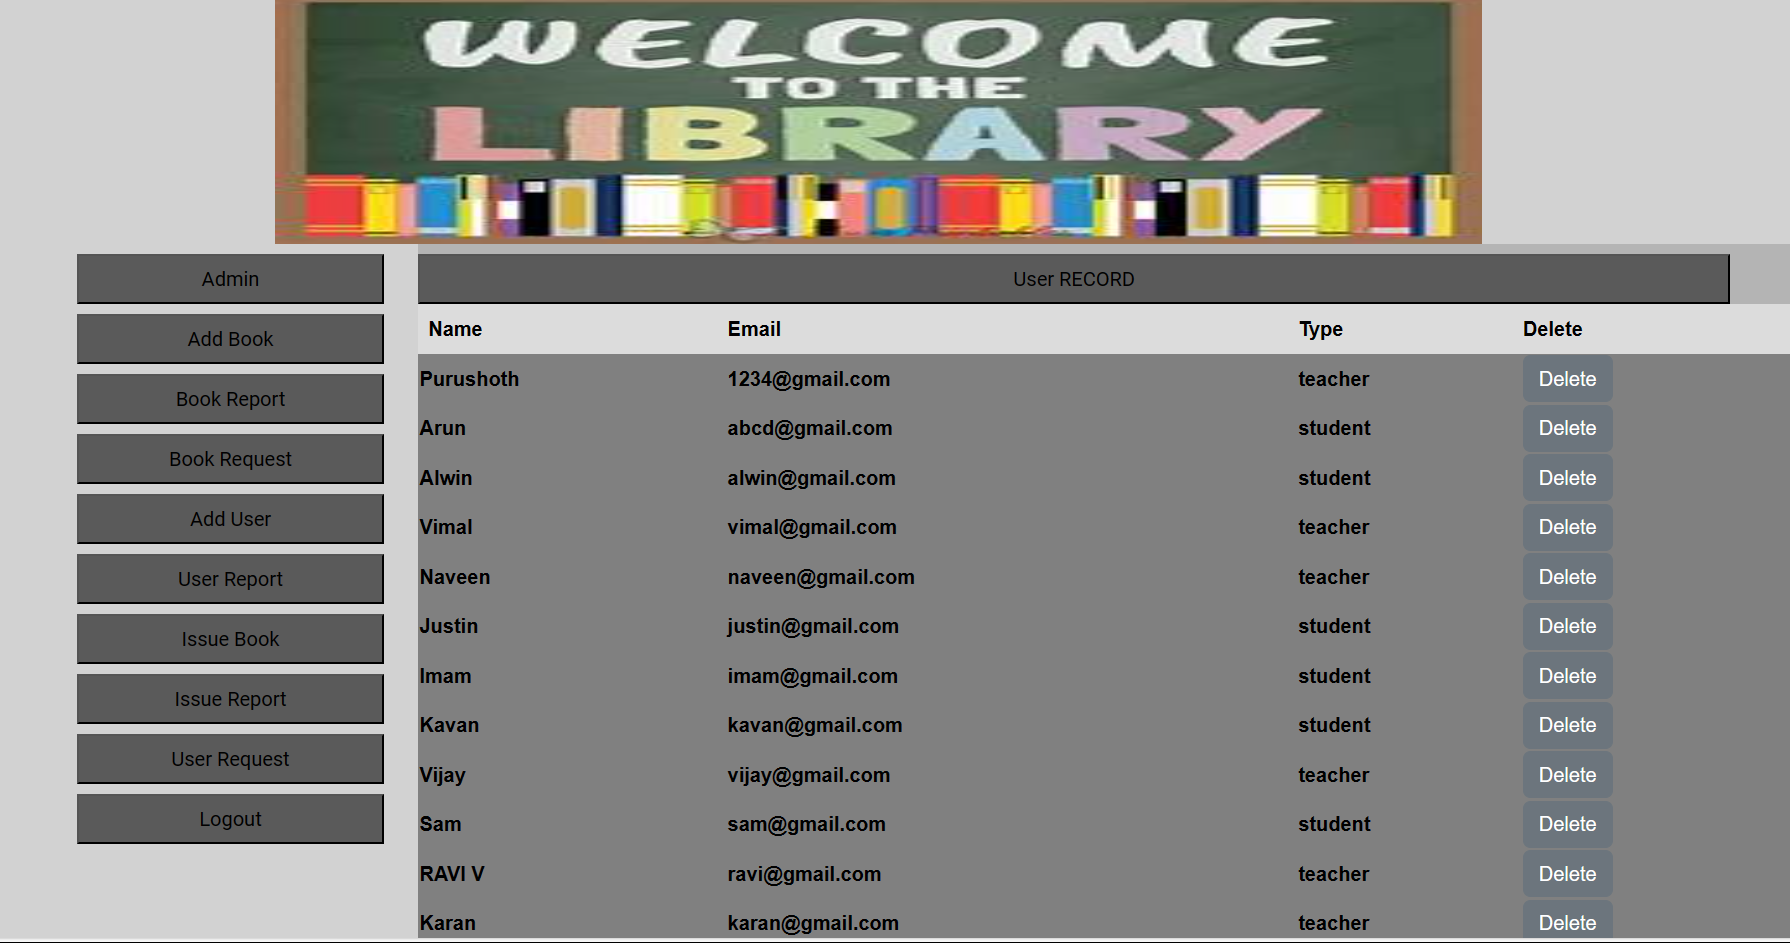 WELCOME
TO THE
LIBRARY
Admin
Add Book
Book Report
Book Request
Add User
User Report
Issue Book
Issue Report
User Request
Logout
User RECORD
Name Email Type Delete
Purushoth 1234@gmail.com teacher Delete
Arun abcd@gmail.com student Delete
Alwin alwin@gmail.com student Delete
Vimal vimal@gmail.com teacher Delete
Naveen naveen@gmail.com teacher Delete
Justin justin@gmail.com student Delete
Imam imam@gmail.com student Delete
Kavan kavan@gmail.com student Delete
Vijay vijay@gmail.com teacher Delete
Sam sam@gmail.com student Delete
RAVI V ravi@gmail.com teacher Delete
Karan karan@gmail.com teacher Delete